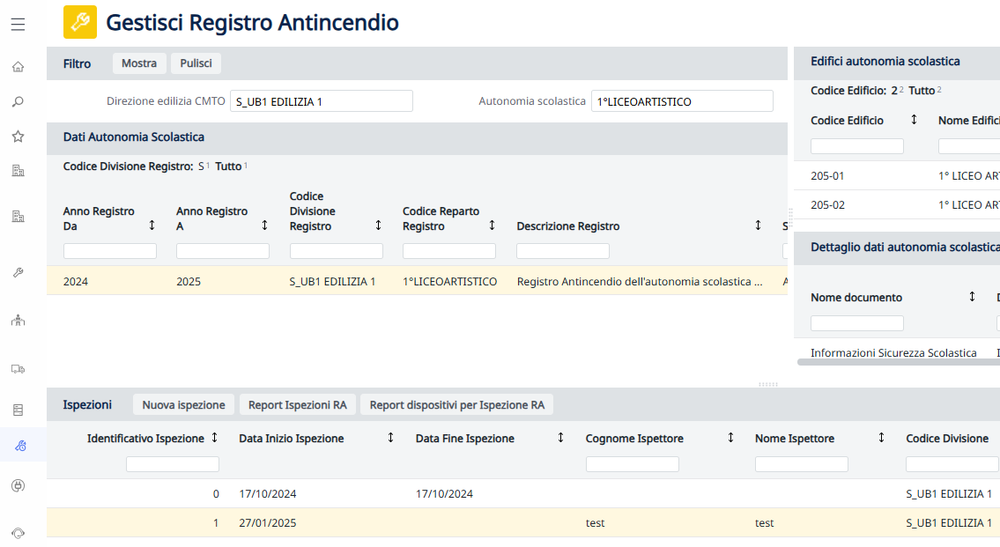 Gestisci Registro Antincendio
Filtro Mostra Pulisci
Direzione edilizia CMTO S_UB1 EDILIZIA 1 Autonomia scolastica 1°LICEOARTISTICO
Dati Autonomia Scolastica
Codice Divisione Registro: S 1 Tutto 1
Anno Registro Da Anno Registro A Codice Divisione Registro Codice Reparto Registro Descrizione Registro S
2024 2025 S_UB1 EDILIZIA 1 1°LICEOARTISTICO Registro Antincendio dell'autonomia scolastica ... A
Edifici autonomia scolastica
Codice Edificio: 2 2 Tutto 2
Codice Edificio Nome Edifici
205-01 1° LICEO AR
205-02 1° LICEO AR
Dettaglio dati autonomia scolastica
Nome documento
Informazioni Sicurezza Scolastica
Ispezioni Nuova ispezione Report Ispezioni RA Report dispositivi per Ispezione RA
Identificativo Ispezione Data Inizio Ispezione Data Fine Ispezione Cognome Ispettore Nome Ispettore Codice Divisione
0 17/10/2024 17/10/2024 S_UB1 EDILIZIA 1
1 27/01/2025 test test S_UB1 EDILIZIA 1